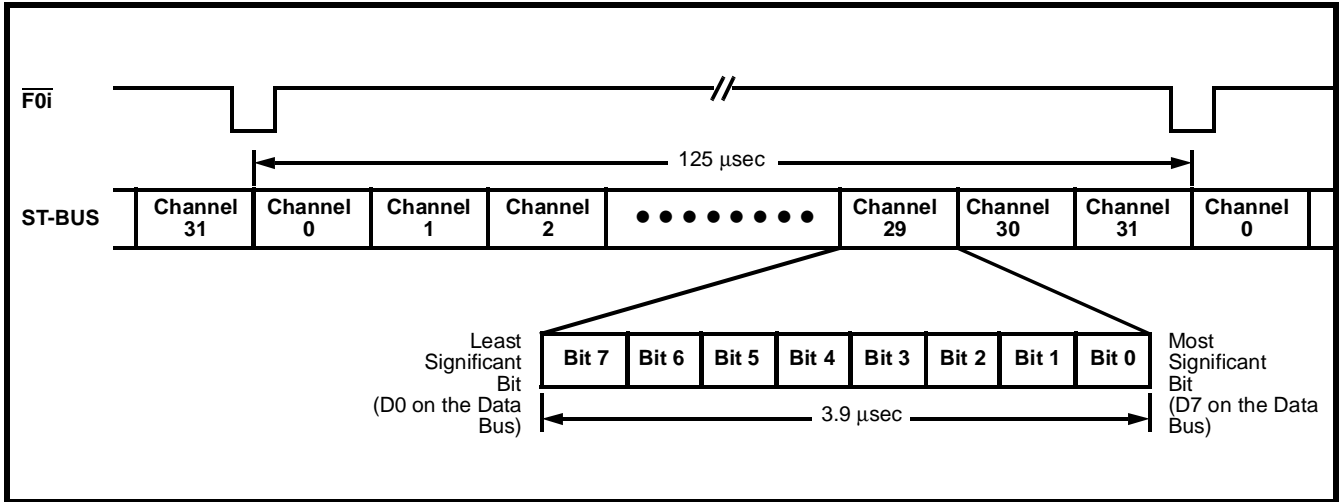 F0i
125 µsec
ST-BUS
Channel 31
Channel 0
Channel 1
Channel 2
Channel 29
Channel 30
Channel 31
Channel 0
Least
Significant
Bit
(D0 on the Data
Bus)
Bit 7
Bit 6
Bit 5
Bit 4
Bit 3
Bit 2
Bit 1
Bit 0
Most
Significant
Bit
(D7 on the Data
Bus)
3.9 µsec